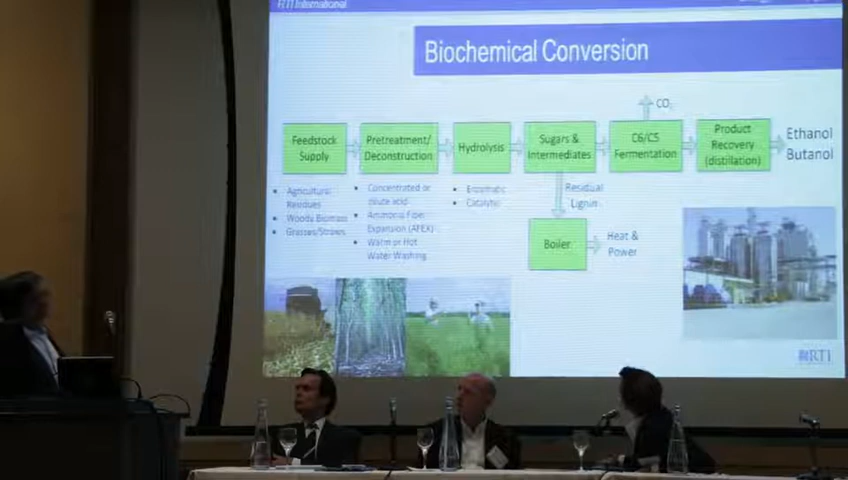 RTI International
Biochemical Conversion
CO2
Feedstock
Supply
Pretreatment/
Deconstruction
Hydrolysis
Sugars &
Intermediates
C6/C5
Fermentation
Product
Recovery
(distillation)
Ethanol
Butanol
• Agricultural
Residues
• Woody Biomass
• Grasses/Straws
• Concentrated or
dilute acid
• Ammonia Fiber
Expansion (AFEX)
• Warm or Hot
Water Washing
• Enzymatic
• Catalytic
Residual
Lignin
Boiler
Heat &
Power
RTI